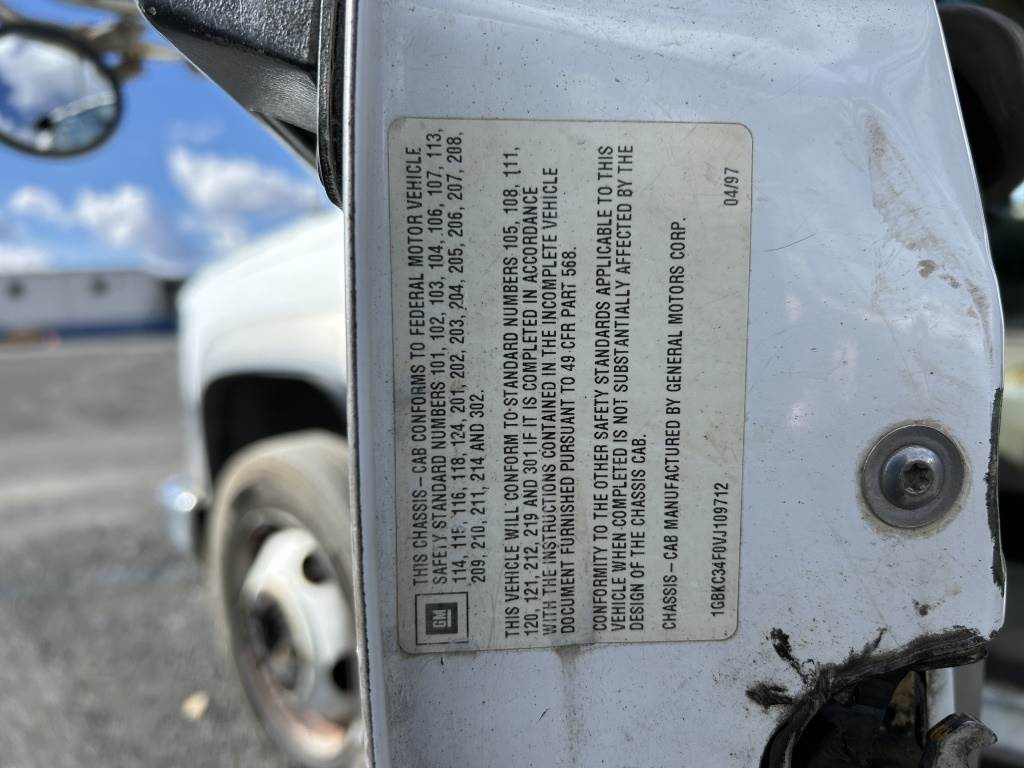 GM
THIS CHASSIS-CAB CONFORMS TO FEDERAL MOTOR VEHICLE
SAFETY STANDARD NUMBERS 101, 102, 103, 104, 106, 107, 113,
114, 115, 116, 118, 124, 201, 202, 203, 204, 205, 206, 207, 208,
209, 210, 211, 214 AND 302.
THIS VEHICLE WILL CONFORM TO STANDARD NUMBERS 105, 108, 111,
120, 121, 212, 219 AND 301 IF IT IS COMPLETED IN ACCORDANCE
WITH THE INSTRUCTIONS CONTAINED IN THE INCOMPLETE VEHICLE
DOCUMENT FURNISHED PURSUANT TO 49 CFR PART 568.
CONFORMITY TO THE OTHER SAFETY STANDARDS APPLICABLE TO THIS
VEHICLE WHEN COMPLETED IS NOT SUBSTANTIALLY AFFECTED BY THE
DESIGN OF THE CHASSIS CAB.
CHASSIS-CAB MANUFACTURED BY GENERAL MOTORS CORP.
1GBKC34F0VJ109712 04/97